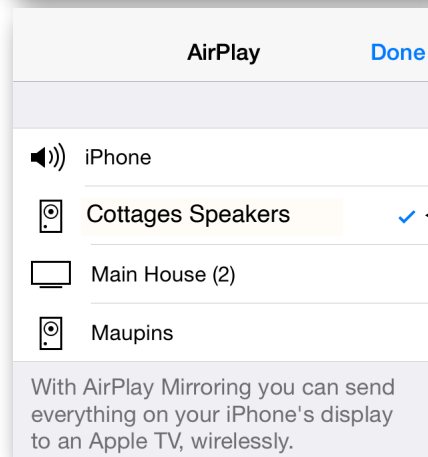 AirPlay
Done
iPhone
Cottages Speakers
Main House (2)
Maupins
With AirPlay Mirroring you can send
everything on your iPhone's display
to an Apple TV, wirelessly.